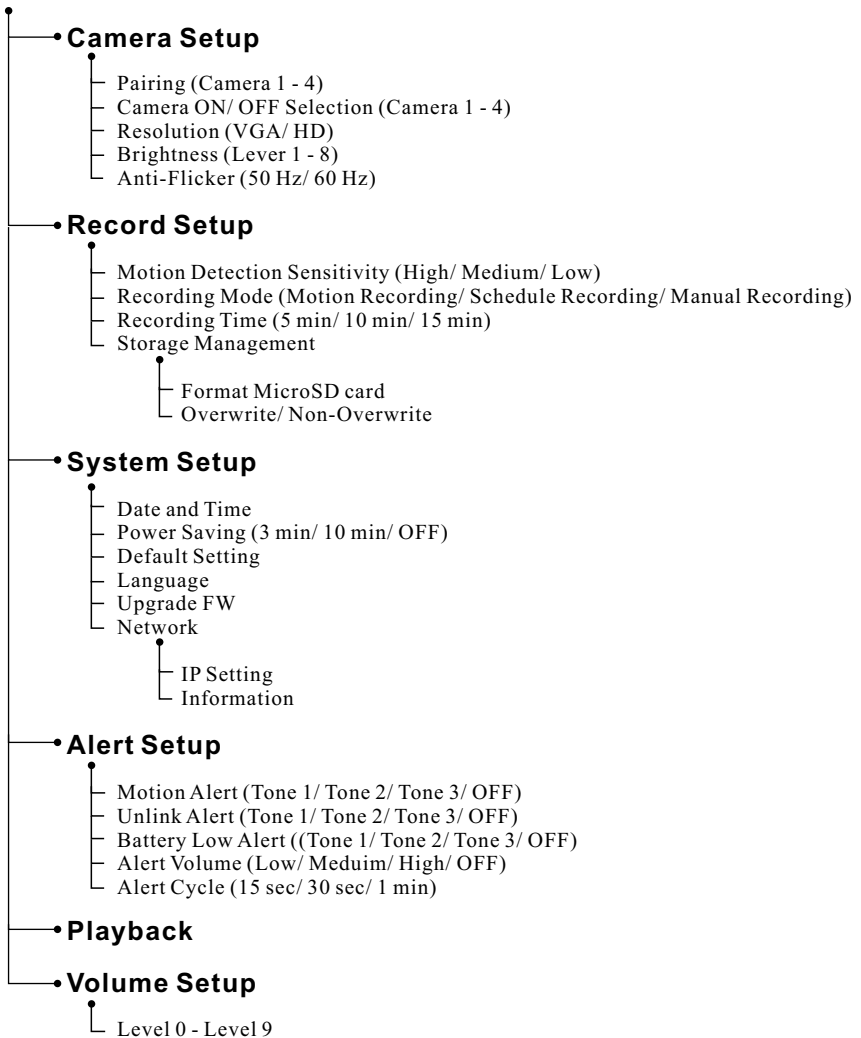 Camera Setup
Pairing (Camera 1 - 4)
Camera ON/ OFF Selection (Camera 1 - 4)
Resolution (VGA/ HD)
Brightness (Lever 1 - 8)
Anti-Flicker (50 Hz/ 60 Hz)
Record Setup
Motion Detection Sensitivity (High/ Medium/ Low)
Recording Mode (Motion Recording/ Schedule Recording/ Manual Recording)
Recording Time (5 min/ 10 min/ 15 min)
Storage Management
Format MicroSD card
Overwrite/ Non-Overwrite
System Setup
Date and Time
Power Saving (3 min/ 10 min/ OFF)
Default Setting
Language
Upgrade FW
Network
IP Setting
Information
Alert Setup
Motion Alert (Tone 1/ Tone 2/ Tone 3/ OFF)
Unlink Alert (Tone 1/ Tone 2/ Tone 3/ OFF)
Battery Low Alert ((Tone 1/ Tone 2/ Tone 3/ OFF)
Alert Volume (Low/ Meduim/ High/ OFF)
Alert Cycle (15 sec/ 30 sec/ 1 min)
Playback
Volume Setup
Level 0 - Level 9